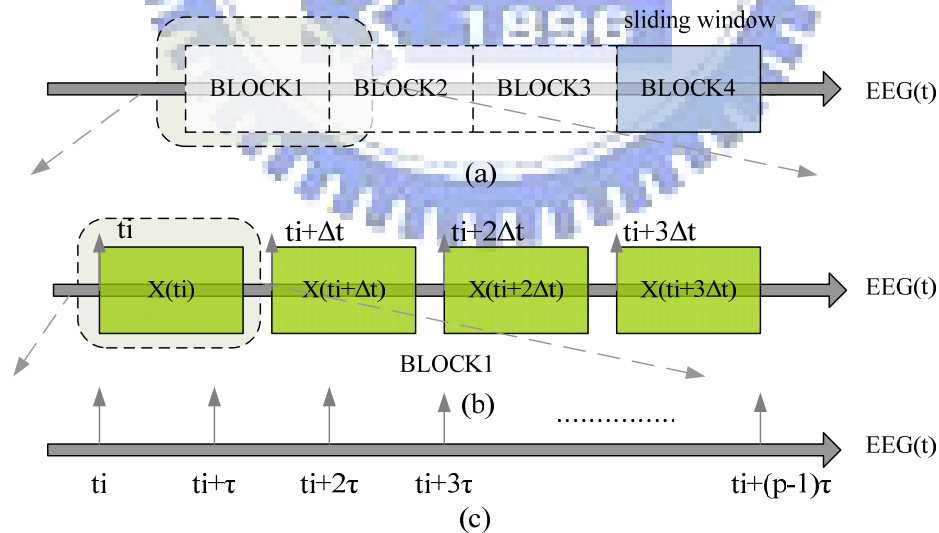 1896
sliding window
BLOCK1 BLOCK2 BLOCK3 BLOCK4 EEG(t)
(a)
ti ti+Δt ti+2Δt ti+3Δt
X(ti) X(ti+Δt) X(ti+2Δt) X(ti+3Δt) EEG(t)
BLOCK1
(b)
.................
EEG(t)
ti ti+τ ti+2τ ti+3τ ti+(p-1)τ
(c)